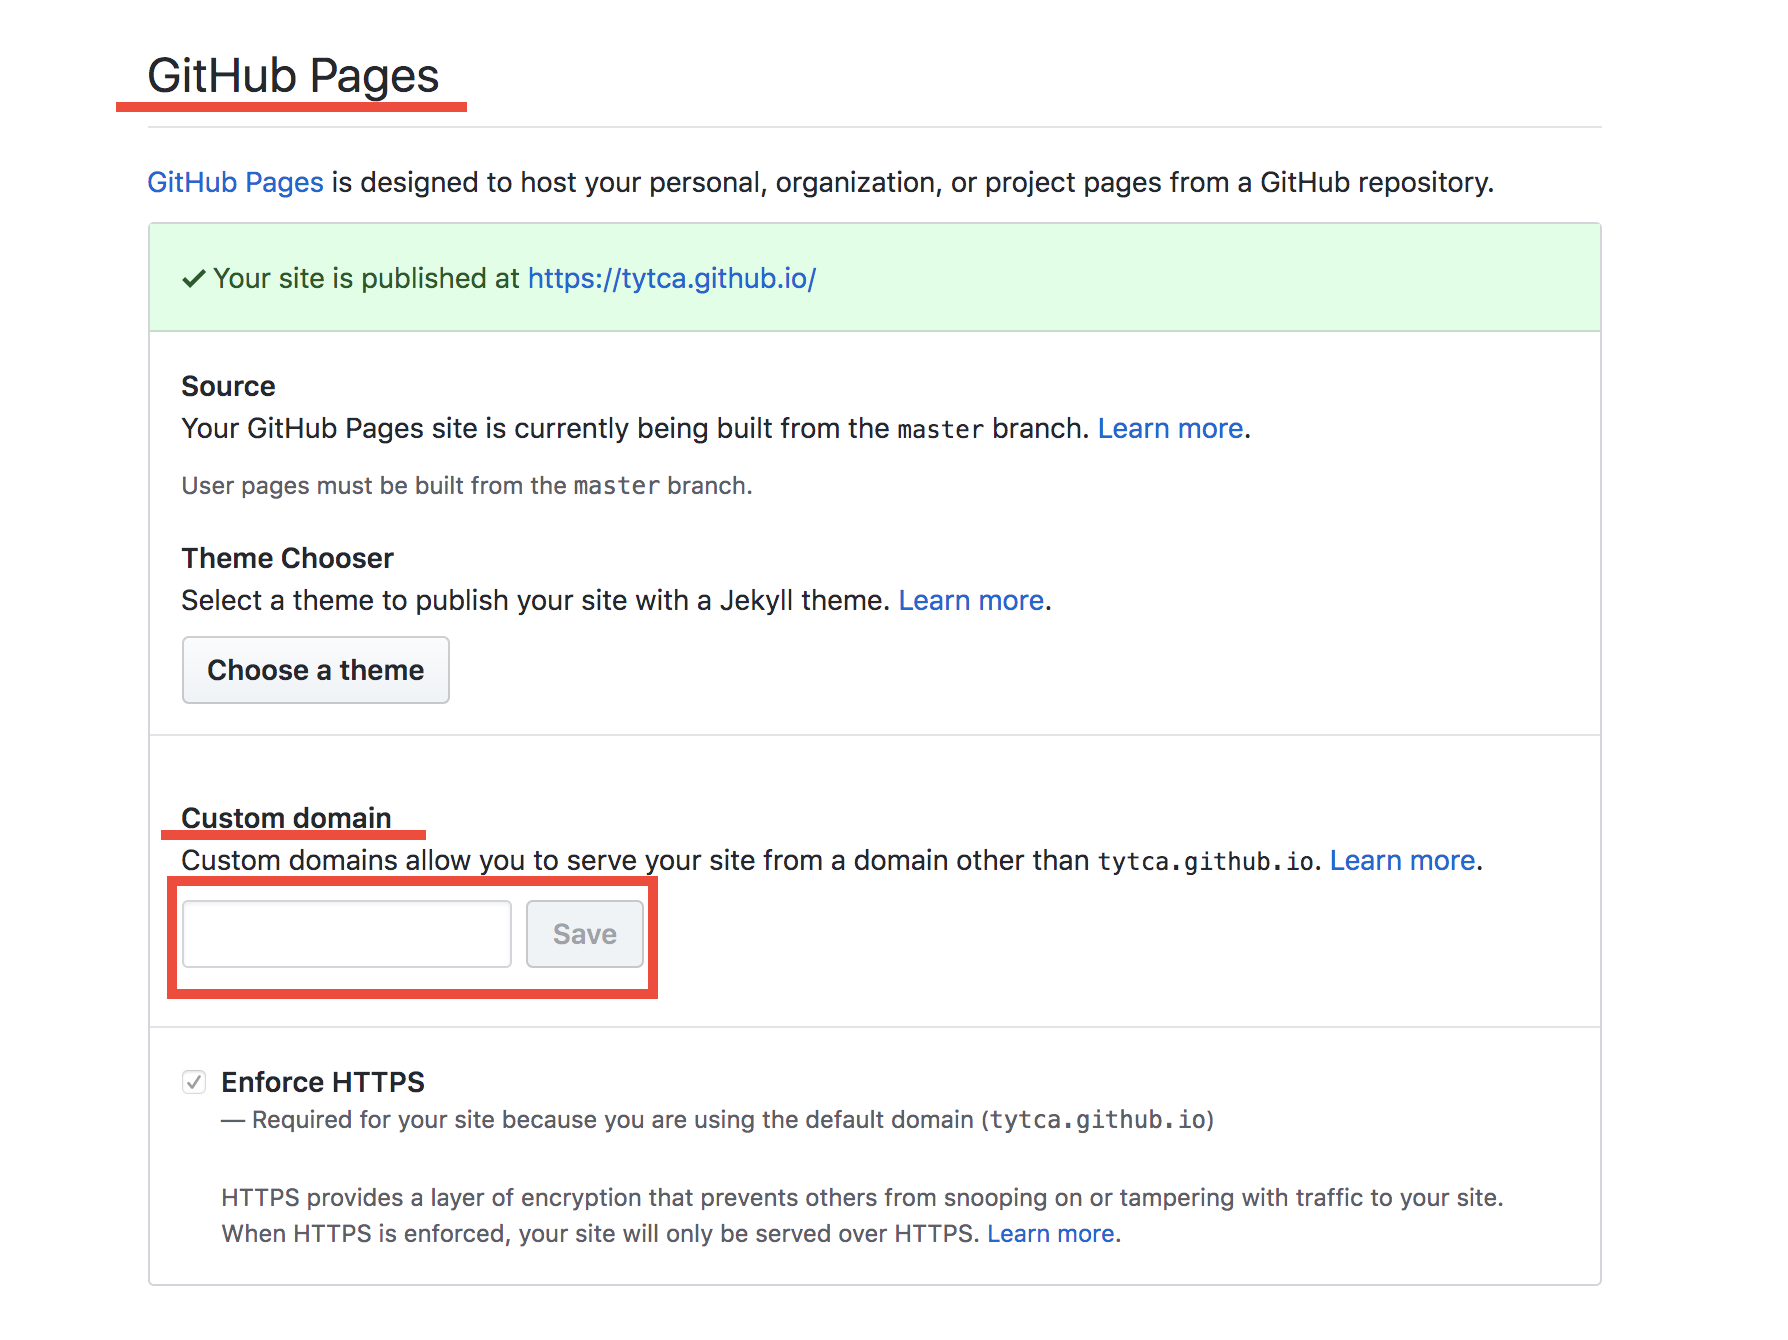 GitHub Pages
GitHub Pages is designed to host your personal, organization, or project pages from a GitHub repository.
Your site is published at https://tytca.github.io/
Source
Your GitHub Pages site is currently being built from the master branch. Learn more.
User pages must be built from the master branch.
Theme Chooser
Select a theme to publish your site with a Jekyll theme. Learn more.
Choose a theme
Custom domain
Custom domains allow you to serve your site from a domain other than tytca.github.io. Learn more.
Save
Enforce HTTPS
— Required for your site because you are using the default domain (tytca.github.io)
HTTPS provides a layer of encryption that prevents others from snooping on or tampering with traffic to your site.
When HTTPS is enforced, your site will only be served over HTTPS. Learn more.